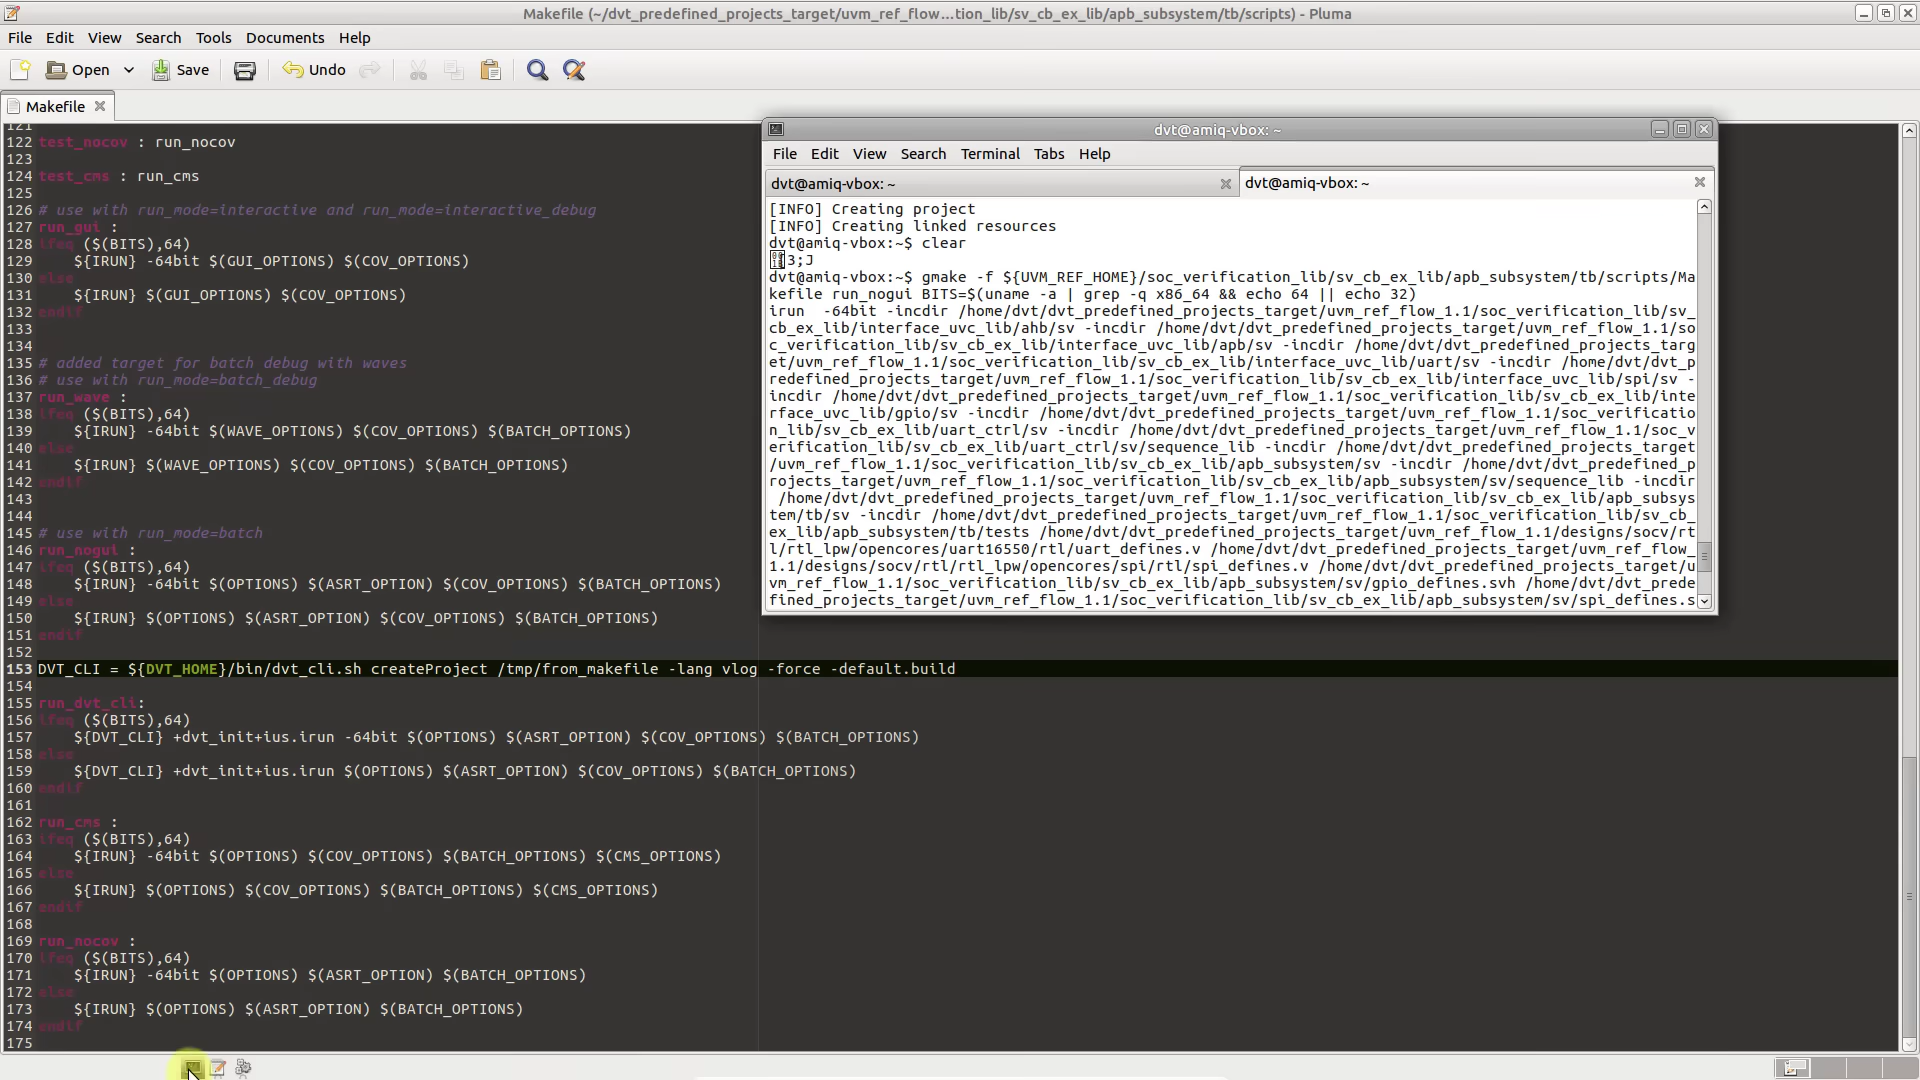 Makefile (~/dvt_predefined_projects_target/uvm_ref_flow...tion_lib/sv_cb_ex_lib/apb_subsystem/tb/scripts) - Pluma
File Edit View Search Tools Documents Help
Open Save Undo
Makefile
121
122 test_nocov : run_nocov
123
124 test_cms : run_cms
125
126 # use with run_mode=interactive and run_mode=interactive_debug
127 run_gui :
128 ifeq ($(BITS),64)
129     ${IRUN} -64bit $(GUI_OPTIONS) $(COV_OPTIONS)
130 else
131     ${IRUN} $(GUI_OPTIONS) $(COV_OPTIONS)
132 endif
133
134
135 # added target for batch debug with waves
136 # use with run_mode=batch_debug
137 run_wave :
138 ifeq ($(BITS),64)
139     ${IRUN} -64bit $(WAVE_OPTIONS) $(COV_OPTIONS) $(BATCH_OPTIONS)
140 else
141     ${IRUN} $(WAVE_OPTIONS) $(COV_OPTIONS) $(BATCH_OPTIONS)
142 endif
143
144
145 # use with run_mode=batch
146 run_nogui :
147 ifeq ($(BITS),64)
148     ${IRUN} -64bit $(OPTIONS) $(ASRT_OPTION) $(COV_OPTIONS) $(BATCH_OPTIONS)
149 else
150     ${IRUN} $(OPTIONS) $(ASRT_OPTION) $(COV_OPTIONS) $(BATCH_OPTIONS)
151 endif
152
153 DVT_CLI = ${DVT_HOME}/bin/dvt_cli.sh createProject /tmp/from_makefile -lang vlog -force -default.build
154
155 run_dvt_cli:
156 ifeq ($(BITS),64)
157     ${DVT_CLI} +dvt_init+ius.irun -64bit $(OPTIONS) $(ASRT_OPTION) $(COV_OPTIONS) $(BATCH_OPTIONS)
158 else
159     ${DVT_CLI} +dvt_init+ius.irun $(OPTIONS) $(ASRT_OPTION) $(COV_OPTIONS) $(BATCH_OPTIONS)
160 endif
161
162 run_cms :
163 ifeq ($(BITS),64)
164     ${IRUN} -64bit $(OPTIONS) $(COV_OPTIONS) $(BATCH_OPTIONS) $(CMS_OPTIONS)
165 else
166     ${IRUN} $(OPTIONS) $(COV_OPTIONS) $(BATCH_OPTIONS) $(CMS_OPTIONS)
167 endif
168
169 run_nocov :
170 ifeq ($(BITS),64)
171     ${IRUN} -64bit $(OPTIONS) $(ASRT_OPTION) $(BATCH_OPTIONS)
172 else
173     ${IRUN} $(OPTIONS) $(ASRT_OPTION) $(BATCH_OPTIONS)
174 endif
175
dvt@amiq-vbox: ~
File Edit View Search Terminal Tabs Help
dvt@amiq-vbox: ~ dvt@amiq-vbox: ~
[INFO] Creating project
[INFO] Creating linked resources
dvt@amiq-vbox:~$ clear
3;J
dvt@amiq-vbox:~$ gmake -f ${UVM_REF_HOME}/soc_verification_lib/sv_cb_ex_lib/apb_subsystem/tb/scripts/Ma
kefile run_nogui BITS=$(uname -a | grep -q x86_64 && echo 64 || echo 32)
irun  -64bit -incdir /home/dvt/dvt_predefined_projects_target/uvm_ref_flow_1.1/soc_verification_lib/sv_
cb_ex_lib/interface_uvc_lib/ahb/sv -incdir /home/dvt/dvt_predefined_projects_target/uvm_ref_flow_1.1/so
c_verification_lib/sv_cb_ex_lib/interface_uvc_lib/apb/sv -incdir /home/dvt/dvt_predefined_projects_targ
et/uvm_ref_flow_1.1/soc_verification_lib/sv_cb_ex_lib/interface_uvc_lib/uart/sv -incdir /home/dvt/dvt_p
redefined_projects_target/uvm_ref_flow_1.1/soc_verification_lib/sv_cb_ex_lib/interface_uvc_lib/spi/sv -
incdir /home/dvt/dvt_predefined_projects_target/uvm_ref_flow_1.1/soc_verification_lib/sv_cb_ex_lib/inte
rface_uvc_lib/gpio/sv -incdir /home/dvt/dvt_predefined_projects_target/uvm_ref_flow_1.1/soc_verificatio
n_lib/sv_cb_ex_lib/uart_ctrl/sv -incdir /home/dvt/dvt_predefined_projects_target/uvm_ref_flow_1.1/soc_v
erification_lib/sv_cb_ex_lib/uart_ctrl/sv/sequence_lib -incdir /home/dvt/dvt_predefined_projects_target
/uvm_ref_flow_1.1/soc_verification_lib/sv_cb_ex_lib/apb_subsystem/sv -incdir /home/dvt/dvt_predefined_p
rojects_target/uvm_ref_flow_1.1/soc_verification_lib/sv_cb_ex_lib/apb_subsystem/sv/sequence_lib -incdir
 /home/dvt/dvt_predefined_projects_target/uvm_ref_flow_1.1/soc_verification_lib/sv_cb_ex_lib/apb_subsys
tem/tb/sv -incdir /home/dvt/dvt_predefined_projects_target/uvm_ref_flow_1.1/soc_verification_lib/sv_cb_
ex_lib/apb_subsystem/tb/tests /home/dvt/dvt_predefined_projects_target/uvm_ref_flow_1.1/designs/socv/rt
l/rtl_lpw/opencores/uart16550/rtl/uart_defines.v /home/dvt/dvt_predefined_projects_target/uvm_ref_flow_
1.1/designs/socv/rtl/rtl_lpw/opencores/spi/rtl/spi_defines.v /home/dvt/dvt_predefined_projects_target/u
vm_ref_flow_1.1/soc_verification_lib/sv_cb_ex_lib/apb_subsystem/sv/gpio_defines.svh /home/dvt/dvt_prede
fined_projects_target/uvm_ref_flow_1.1/soc_verification_lib/sv_cb_ex_lib/apb_subsystem/sv/spi_defines.s